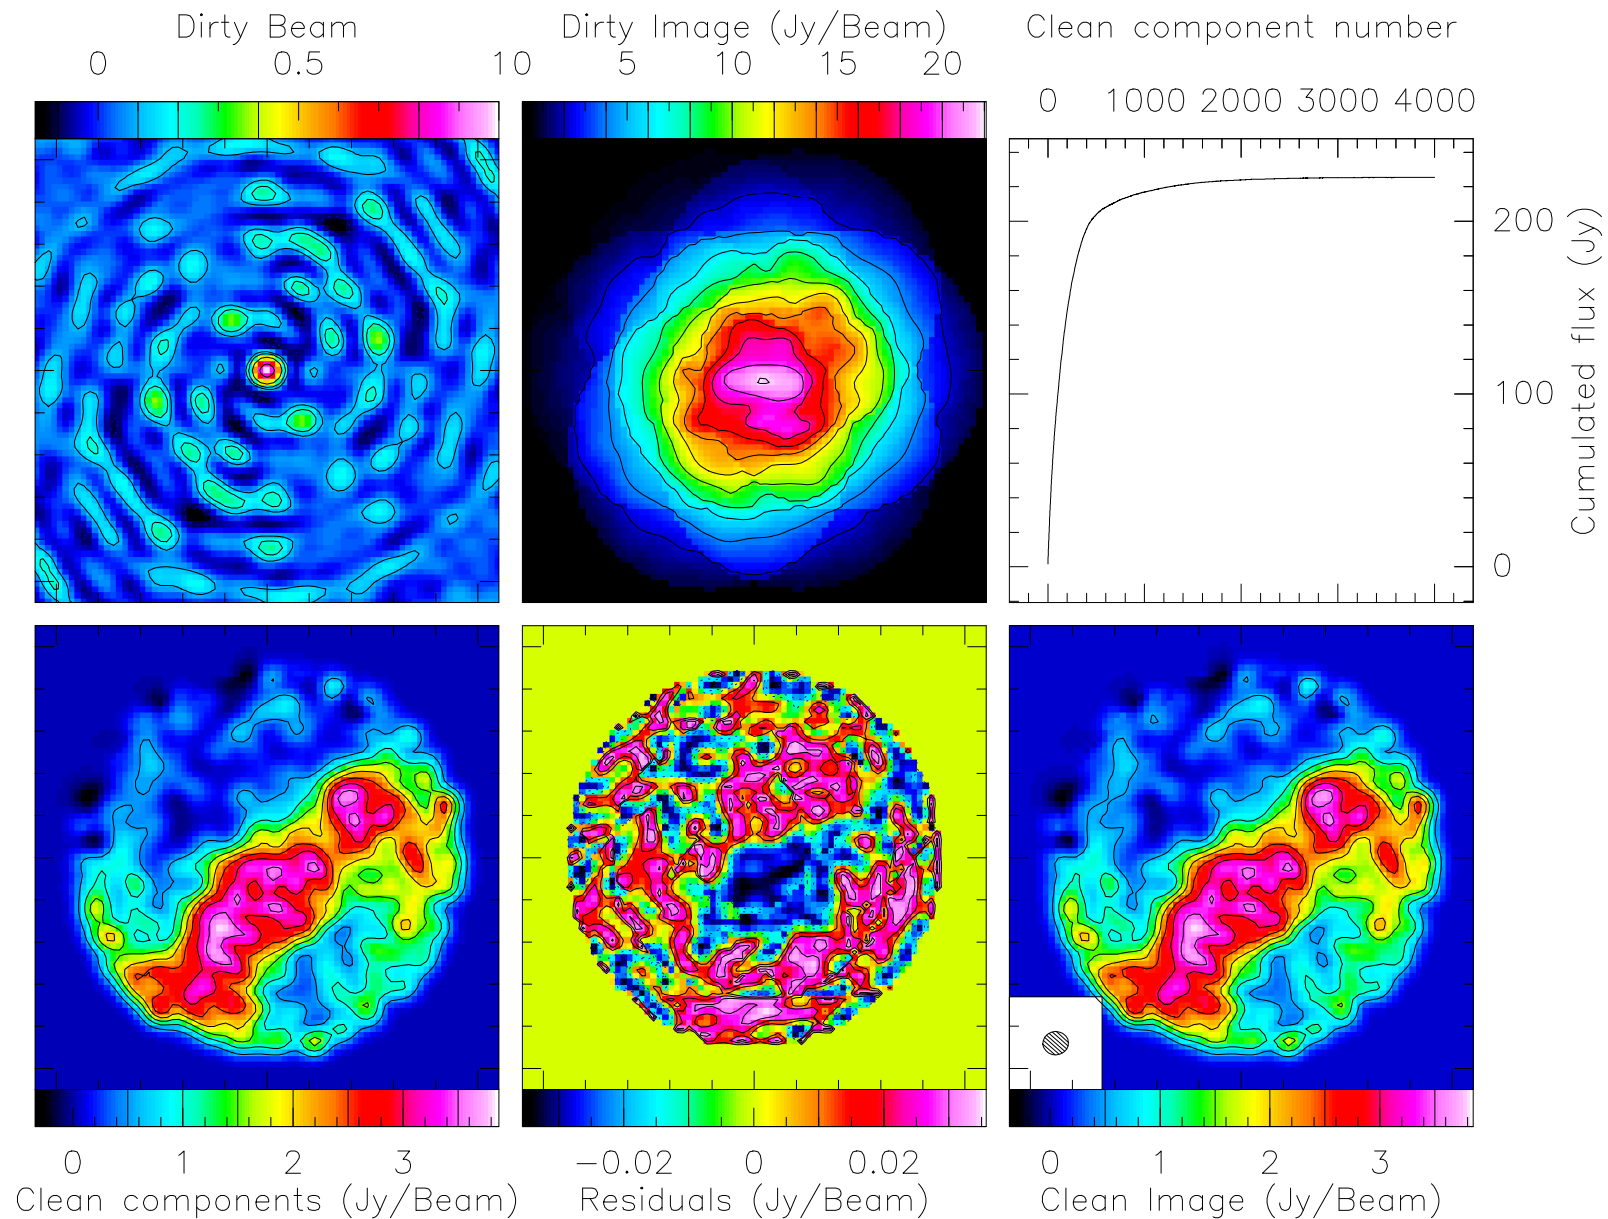 Dirty Beam
0 0.5 1
Dirty Image (Jy/Beam)
0 5 10 15 20
Clean component number
0 1000 2000 3000 4000
200
100
0
Cumulated flux (Jy)
0 1 2 3
Clean components (Jy/Beam)
−0.02 0 0.02
Residuals (Jy/Beam)
0 1 2 3
Clean Image (Jy/Beam)